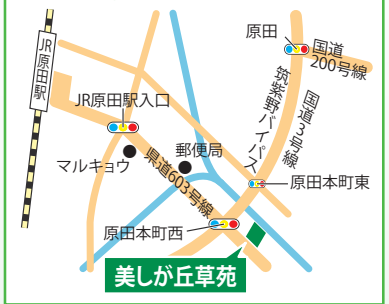 原田
国道
200号線
JR原田駅
JR原田駅入口
筑紫野バイパス
国道3号線
マルキョウ
郵便局
県道603号線
原田本町東
原田本町西
美しが丘草苑